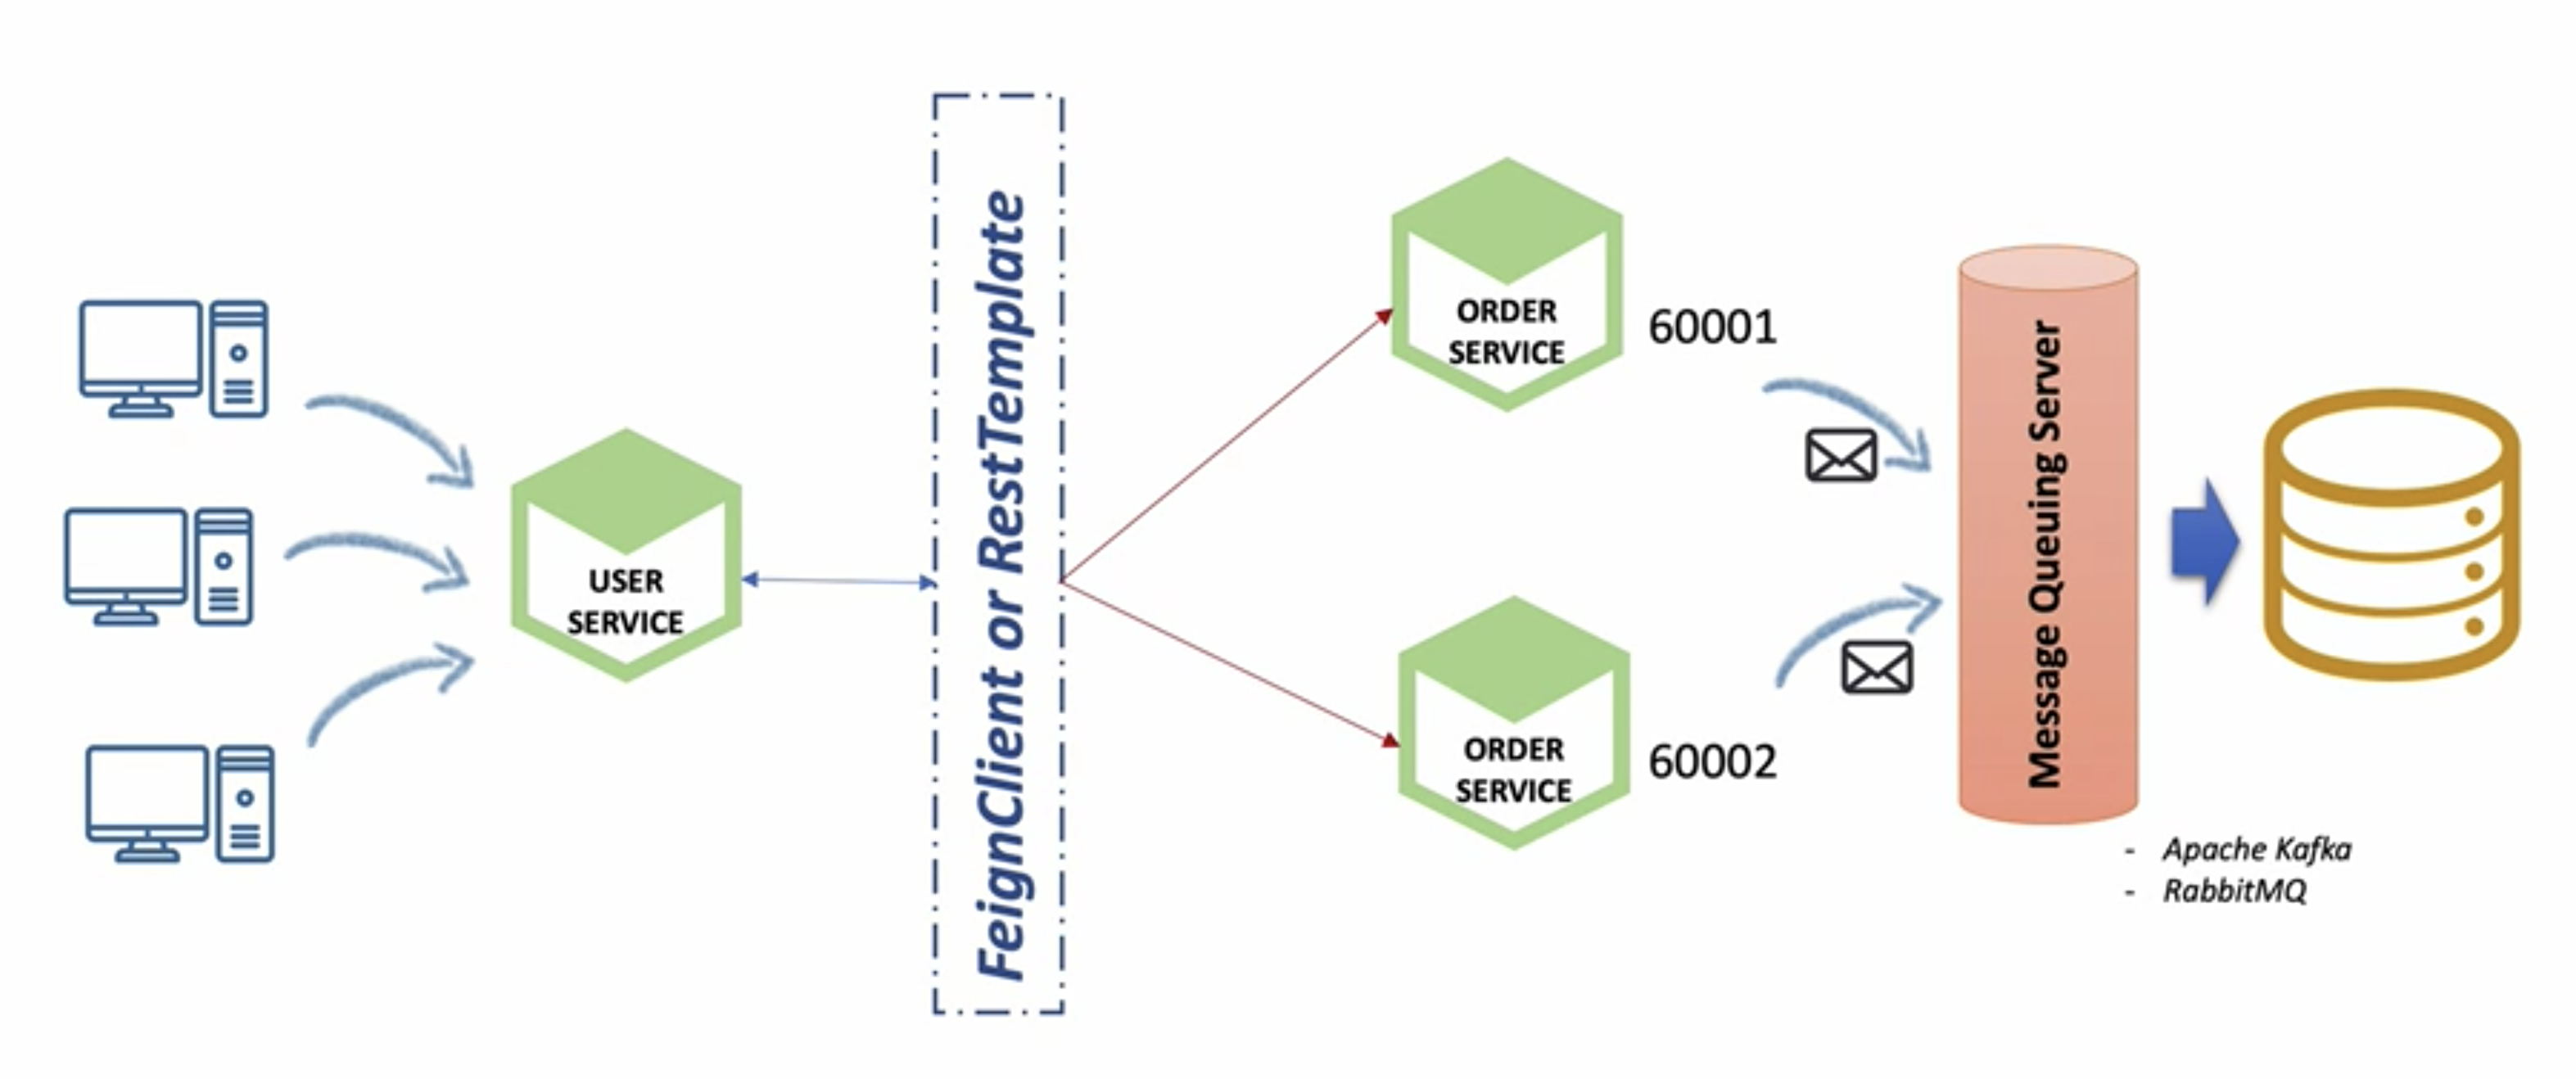 USER
SERVICE
FeignClient or RestTemplate
ORDER
SERVICE
60001
ORDER
SERVICE
60002
Message Queuing Server
- Apache Kafka
- RabbitMQ